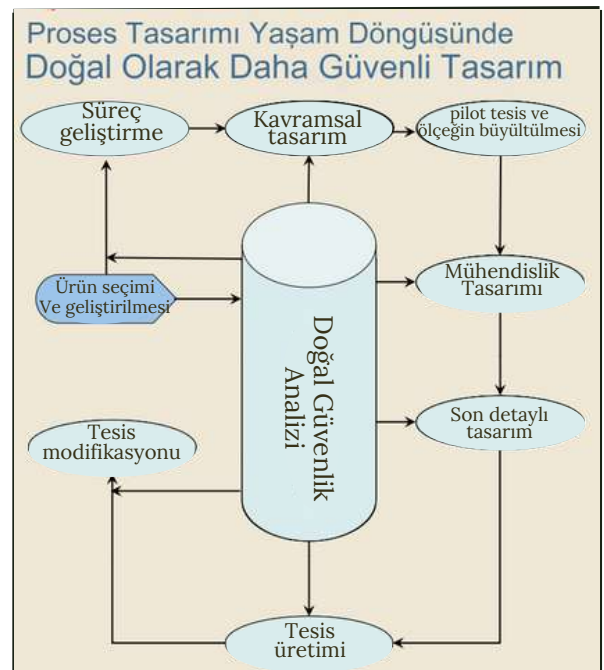 Proses Tasarımı Yaşam Döngüsünde
Doğal Olarak Daha Güvenli Tasarım
Süreç
geliştirme
Kavramsal
tasarım
pilot tesis ve
ölçeğin büyültülmesi
Ürün seçimi
Ve geliştirilmesi
Mühendislik
Tasarımı
Doğal Güvenlik
Analizi
Tesis
modifikasyonu
Son detaylı
tasarım
Tesis
üretimi